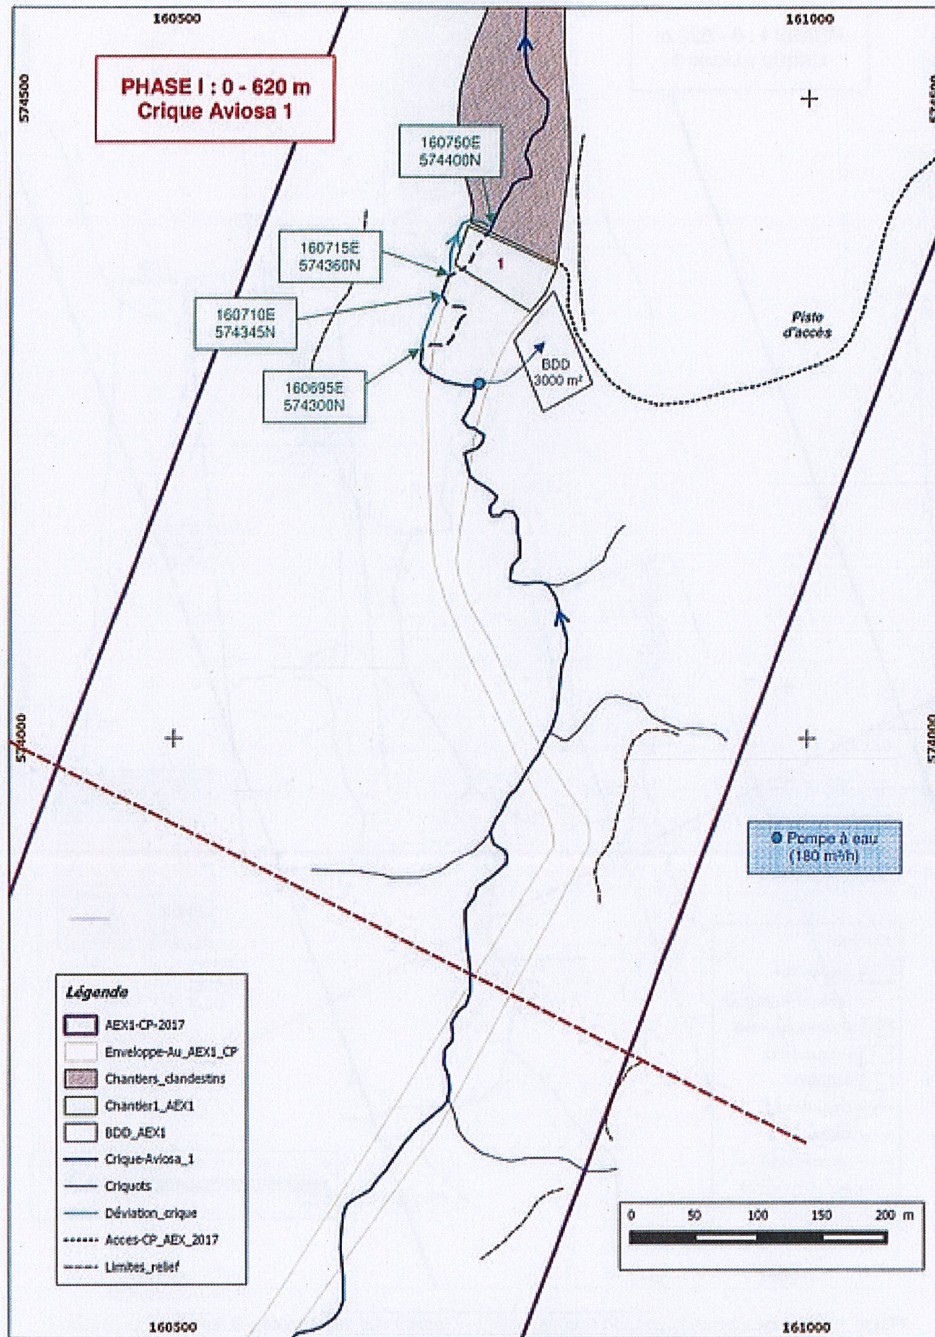 160500
161000
574500
574500
PHASE I : 0 - 620 m
Crique Aviosa 1
160750E
574400N
160715E
574360N
1
160710E
574345N
Piste
d'accès
BDD
3000 m²
160695E
574300N
574000
574000
Pompe à eau
(180 m³/h)
Légende
AEX1-CP-2017
Enveloppe-Au_AEX1_CP
Chantiers_clandestins
Chantier1_AEX1
BDD_AEX1
Crique-Aviosa_1
Criquots
Déviation_crique
Acces-CP_AEX_2017
Limites_relief
0 50 100 150 200 m
160500
161000